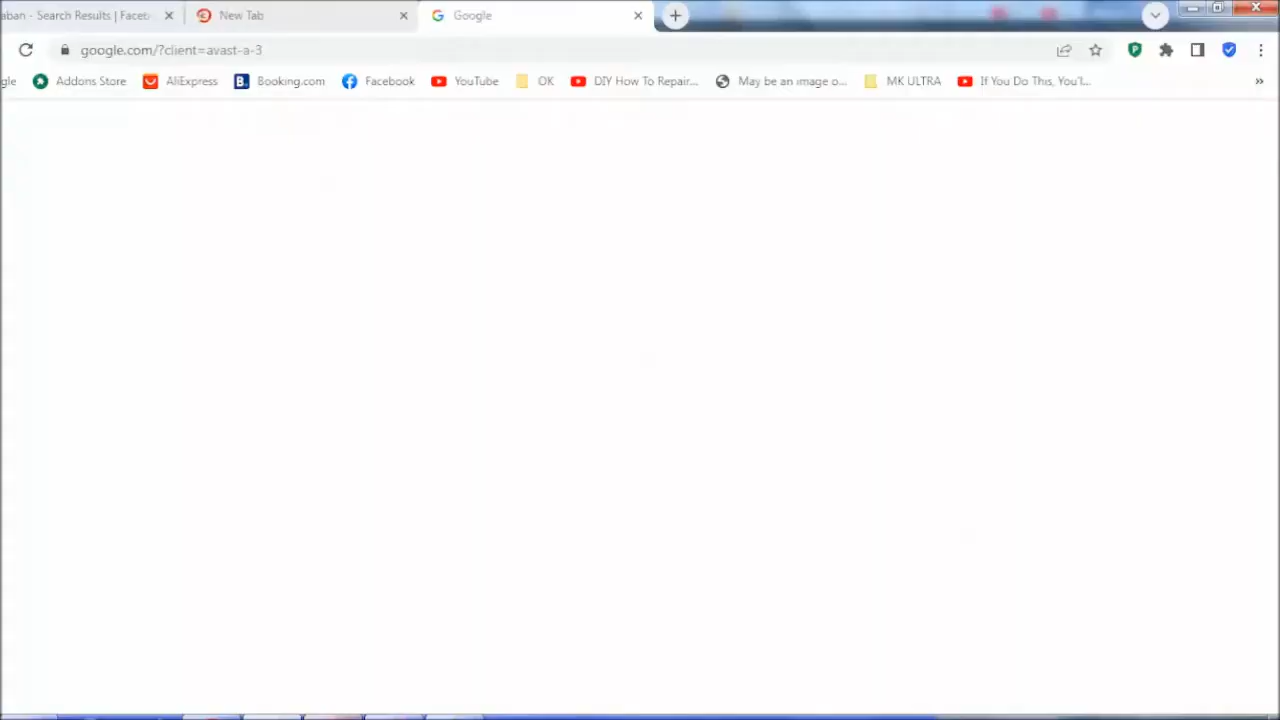 aban - Search Results | Faceb
New Tab
Google
google.com/?client=avast-a-3
gle
Addons Store
AliExpress
B.
Booking.com
Facebook
YouTube
OK
DIY How To Repair...
May be an image o...
MK ULTRA
If You Do This, You'l...
»